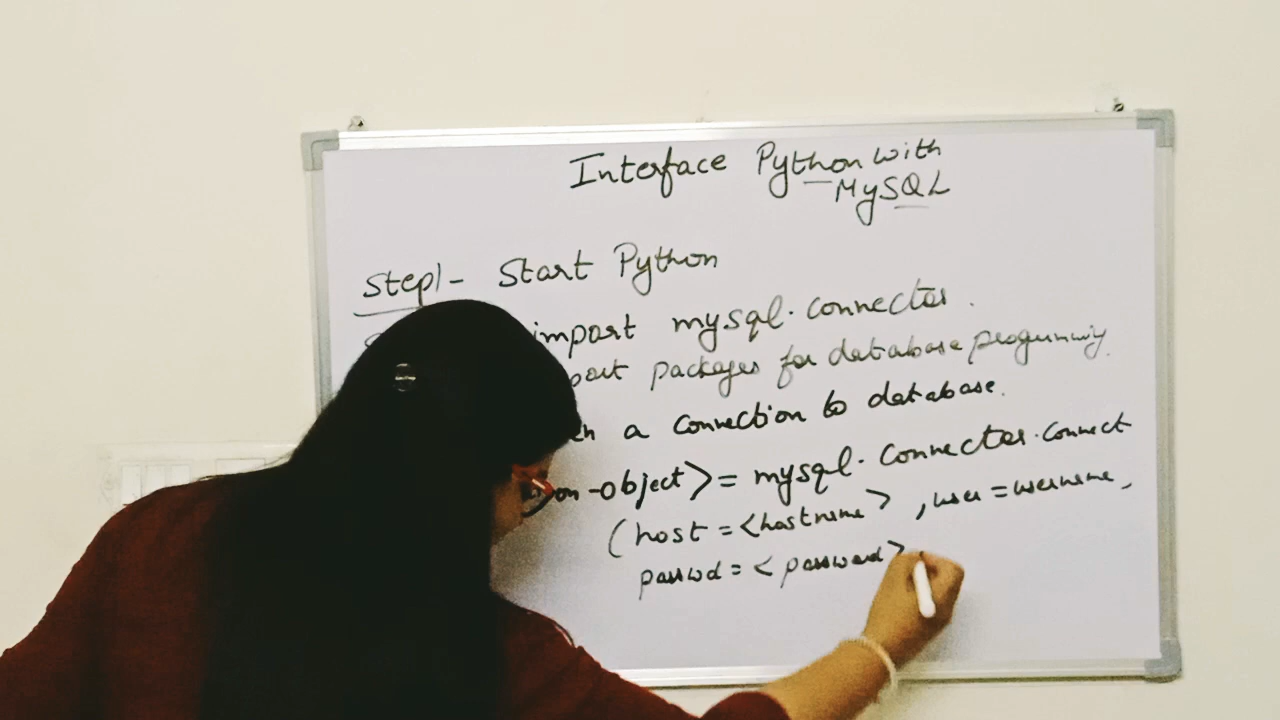 Interface Python with
MySQL
Step1- Start Python
import mysql.connector.
packages for database programming.
a connection to database.
-object>= mysql.connector.connect
(host = <hostname> , user = username,
passwd = < password>